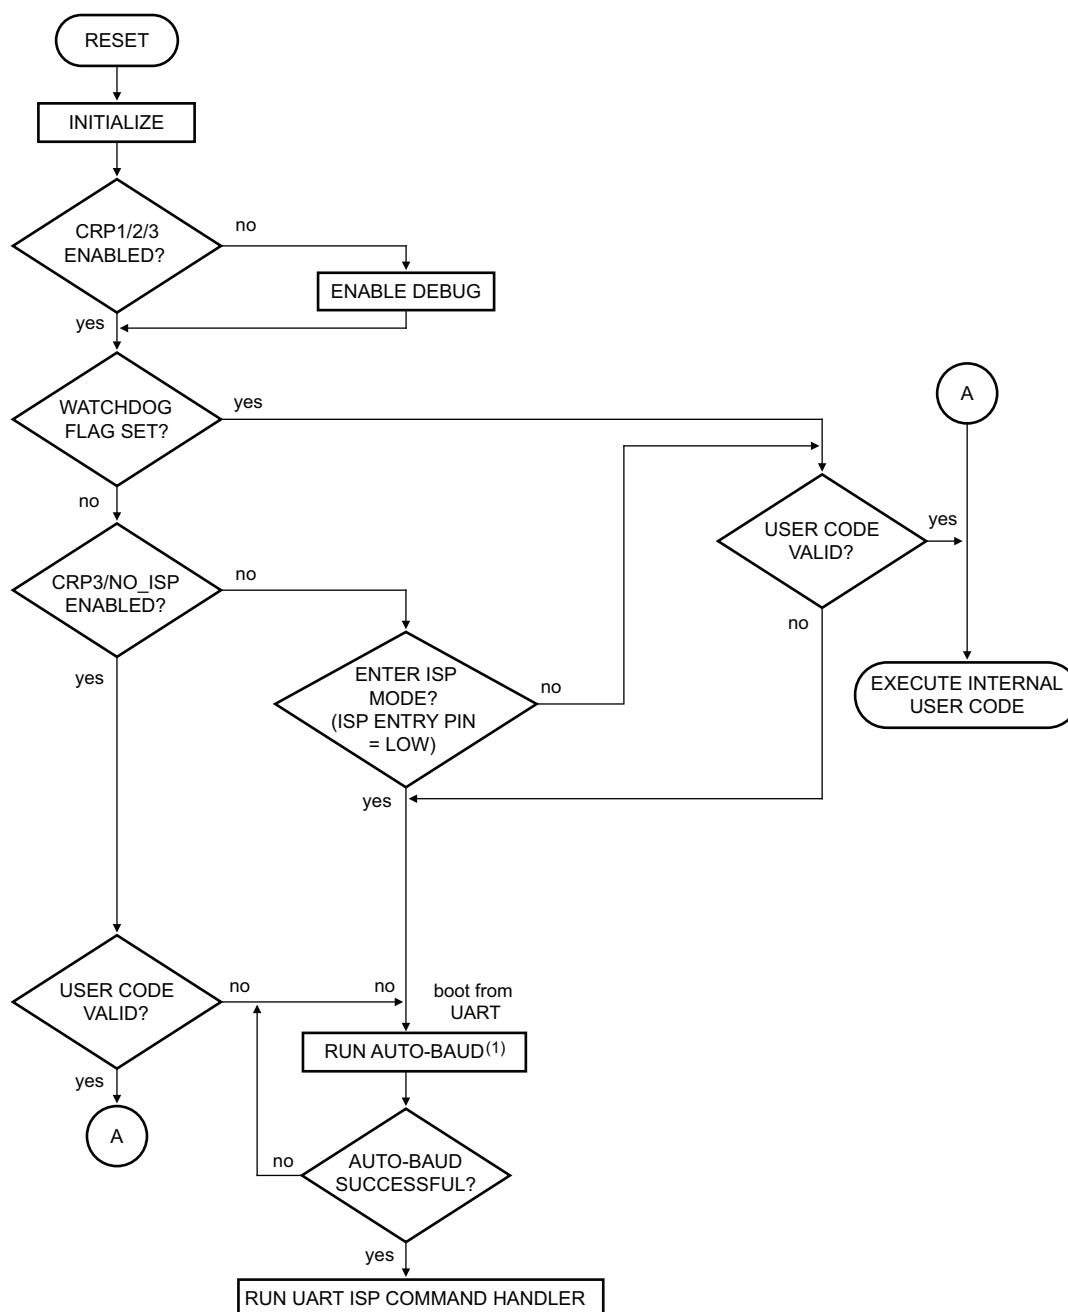 RESET
INITIALIZE
CRP1/2/3
ENABLED?
no
ENABLE DEBUG
yes
WATCHDOG
FLAG SET?
yes
A
no
USER CODE
VALID?
yes
CRP3/NO_ISP
ENABLED?
no
no
yes
ENTER ISP
MODE?
(ISP ENTRY PIN
= LOW)
no
EXECUTE INTERNAL
USER CODE
yes
USER CODE
VALID?
no
no
boot from
UART
RUN AUTO-BAUD(1)
yes
A
no
AUTO-BAUD
SUCCESSFUL?
yes
RUN UART ISP COMMAND HANDLER